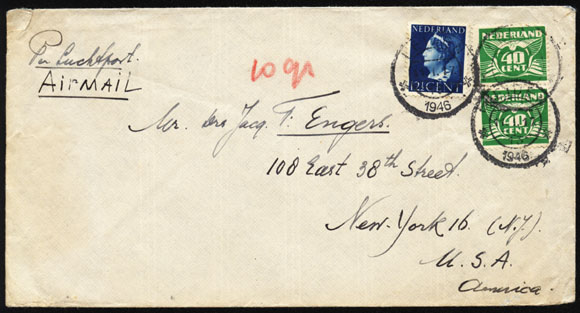 Per Luchtpost.
AirMAIL
10 gr
NEDERLAND
12½ CENT
1946
NEDERLAND
40
CENT
NEDERLAND
40
CENT
1946
Mr. drs Jacq. T. Engers.
108 East 38th Street.
New-York 16. (N.Y.)
U.S.A.
America.